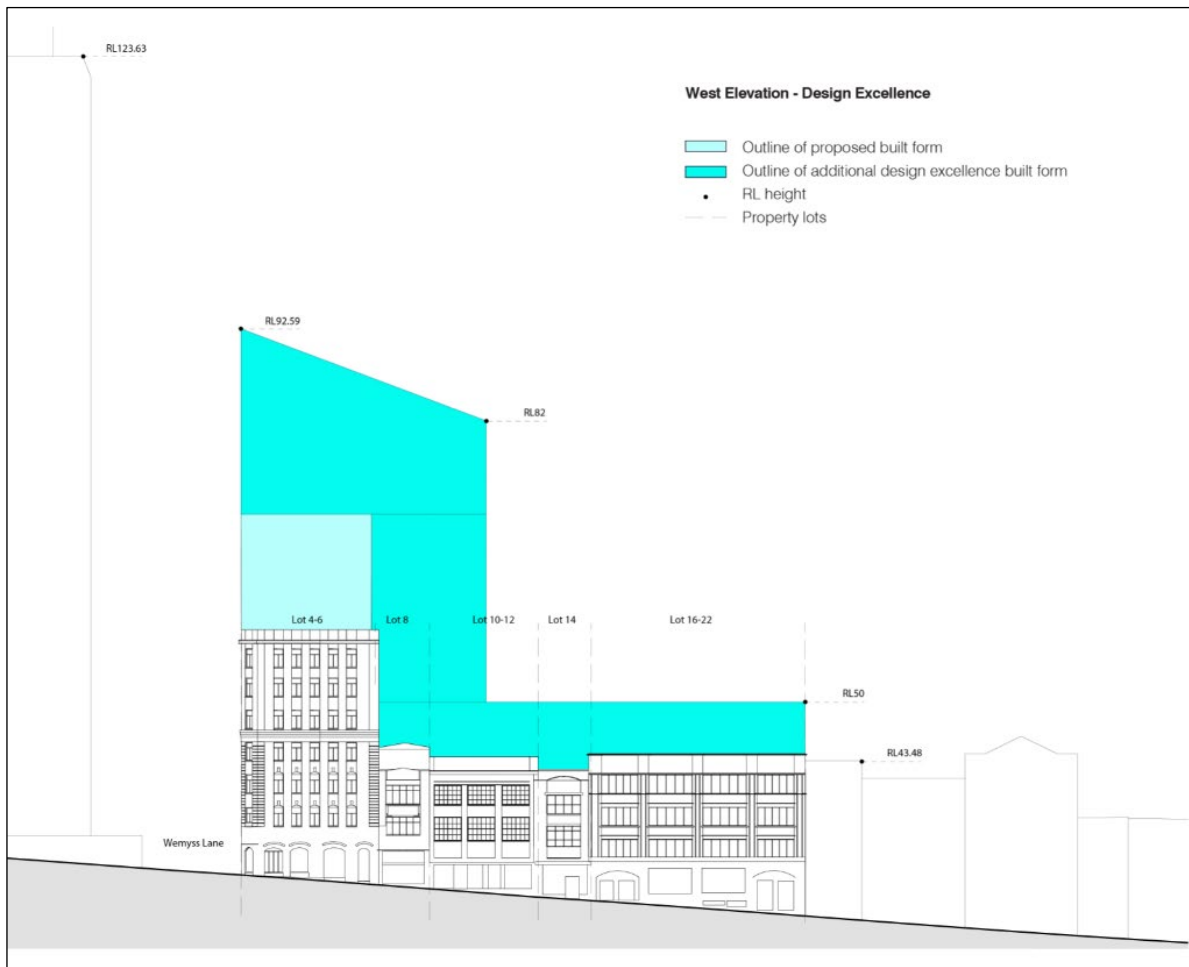 RL123.63
West Elevation - Design Excellence
Outline of proposed built form
Outline of additional design excellence built form
RL height
Property lots
RL92.59
RL82
Lot 4-6
Lot 8
Lot 10-12
Lot 14
Lot 16-22
RL50
RL43.48
Wemyss Lane